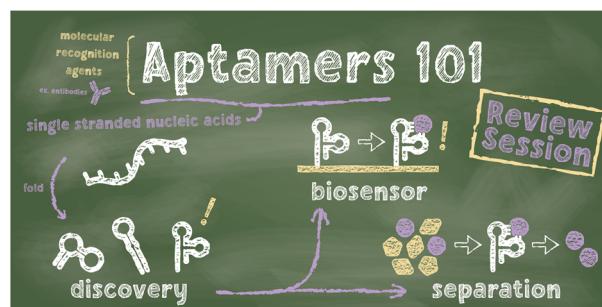 molecular
recognition
agents
ex. antibodies
Aptamers 101
single stranded nucleic acids
Review
Session
fold
!
!
biosensor
discovery
separation